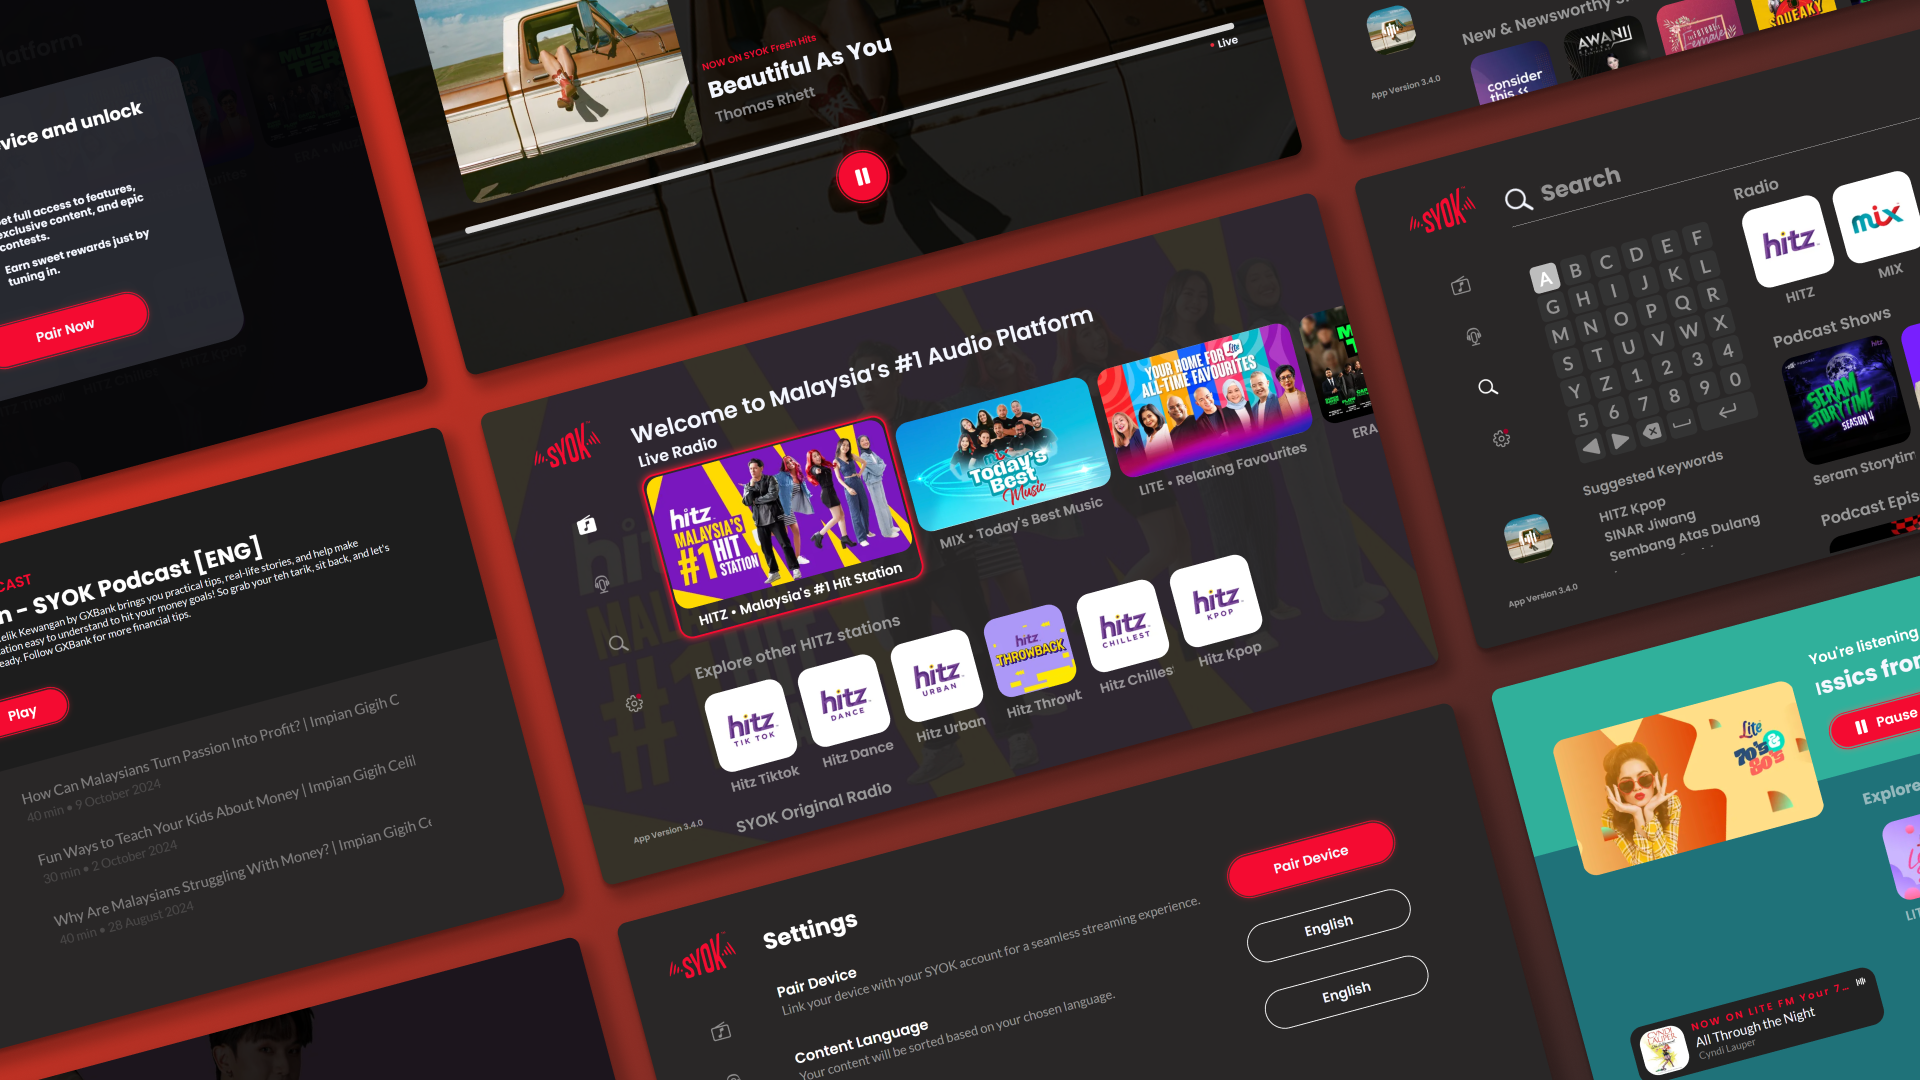 vice and unlock
et full access to features,
exclusive content, and epic
contests.
Earn sweet rewards just by
tuning in.
Pair Now
NOW ON SYOK Fresh Hits
Beautiful As You
Thomas Rhett
Live
New & Newsworthy
consider
this <<
AWANI
SQUEAKY
App Version 3.4.0
SYOK
Search
A B C D E F
G H I J K L
M N O P Q R
S T U V W X
Y Z 1 2 3 4
5 6 7 8 9 0
Suggested Keywords
HITZ Kpop
SINAR Jiwang
Sembang Atas Dulang
App Version 3.4.0
Radio
hitz
mix
HITZ
MIX
Podcast Shows
hitz
SERAM
STORYTIME
SEASON 4
Seram Storytim
Podcast Epis
SYOK
Welcome to Malaysia's #1 Audio Platform
Live Radio
hitz
MALAYSIA'S
#1 HIT
STATION
HITZ • Malaysia's #1 Hit Station
mix
Today's
Best
Music
MIX • Today's Best Music
YOUR HOME FOR Lite
ALL-TIME FAVOURITES
LITE • Relaxing Favourites
ERA
Explore other HITZ stations
hitz
TIK TOK
Hitz Tiktok
hitz
DANCE
Hitz Dance
hitz
URBAN
Hitz Urban
hitz
THROWBACK
Hitz Throwb
hitz
CHILLEST
Hitz Chilles
hitz
KPOP
Hitz Kpop
SYOK Original Radio
App Version 3.4.0
CAST
n - SYOK Podcast [ENG]
elik Kewangan by GXBank brings you practical tips, real-life stories, and help make
ation easy to understand to hit your money goals! So grab your teh tarik, sit back, and let's
eady. Follow GXBank for more financial tips.
Play
How Can Malaysians Turn Passion Into Profit? | Impian Gigih C
40 min • 9 October 2024
Fun Ways to Teach Your Kids About Money | Impian Gigih Celil
30 min • 2 October 2024
Why Are Malaysians Struggling With Money? | Impian Gigih Ce
40 min • 28 August 2024
SYOK
Settings
Pair Device
Link your device with your SYOK account for a seamless streaming experience.
Pair Device
Content Language
Your content will be sorted based on your chosen language.
English
English
You're listening
ssics from
Pause
Lite
70's &
80's
Explore
LIT
NOW ON LITE FM Your 7...
All Through the Night
Cyndi Lauper